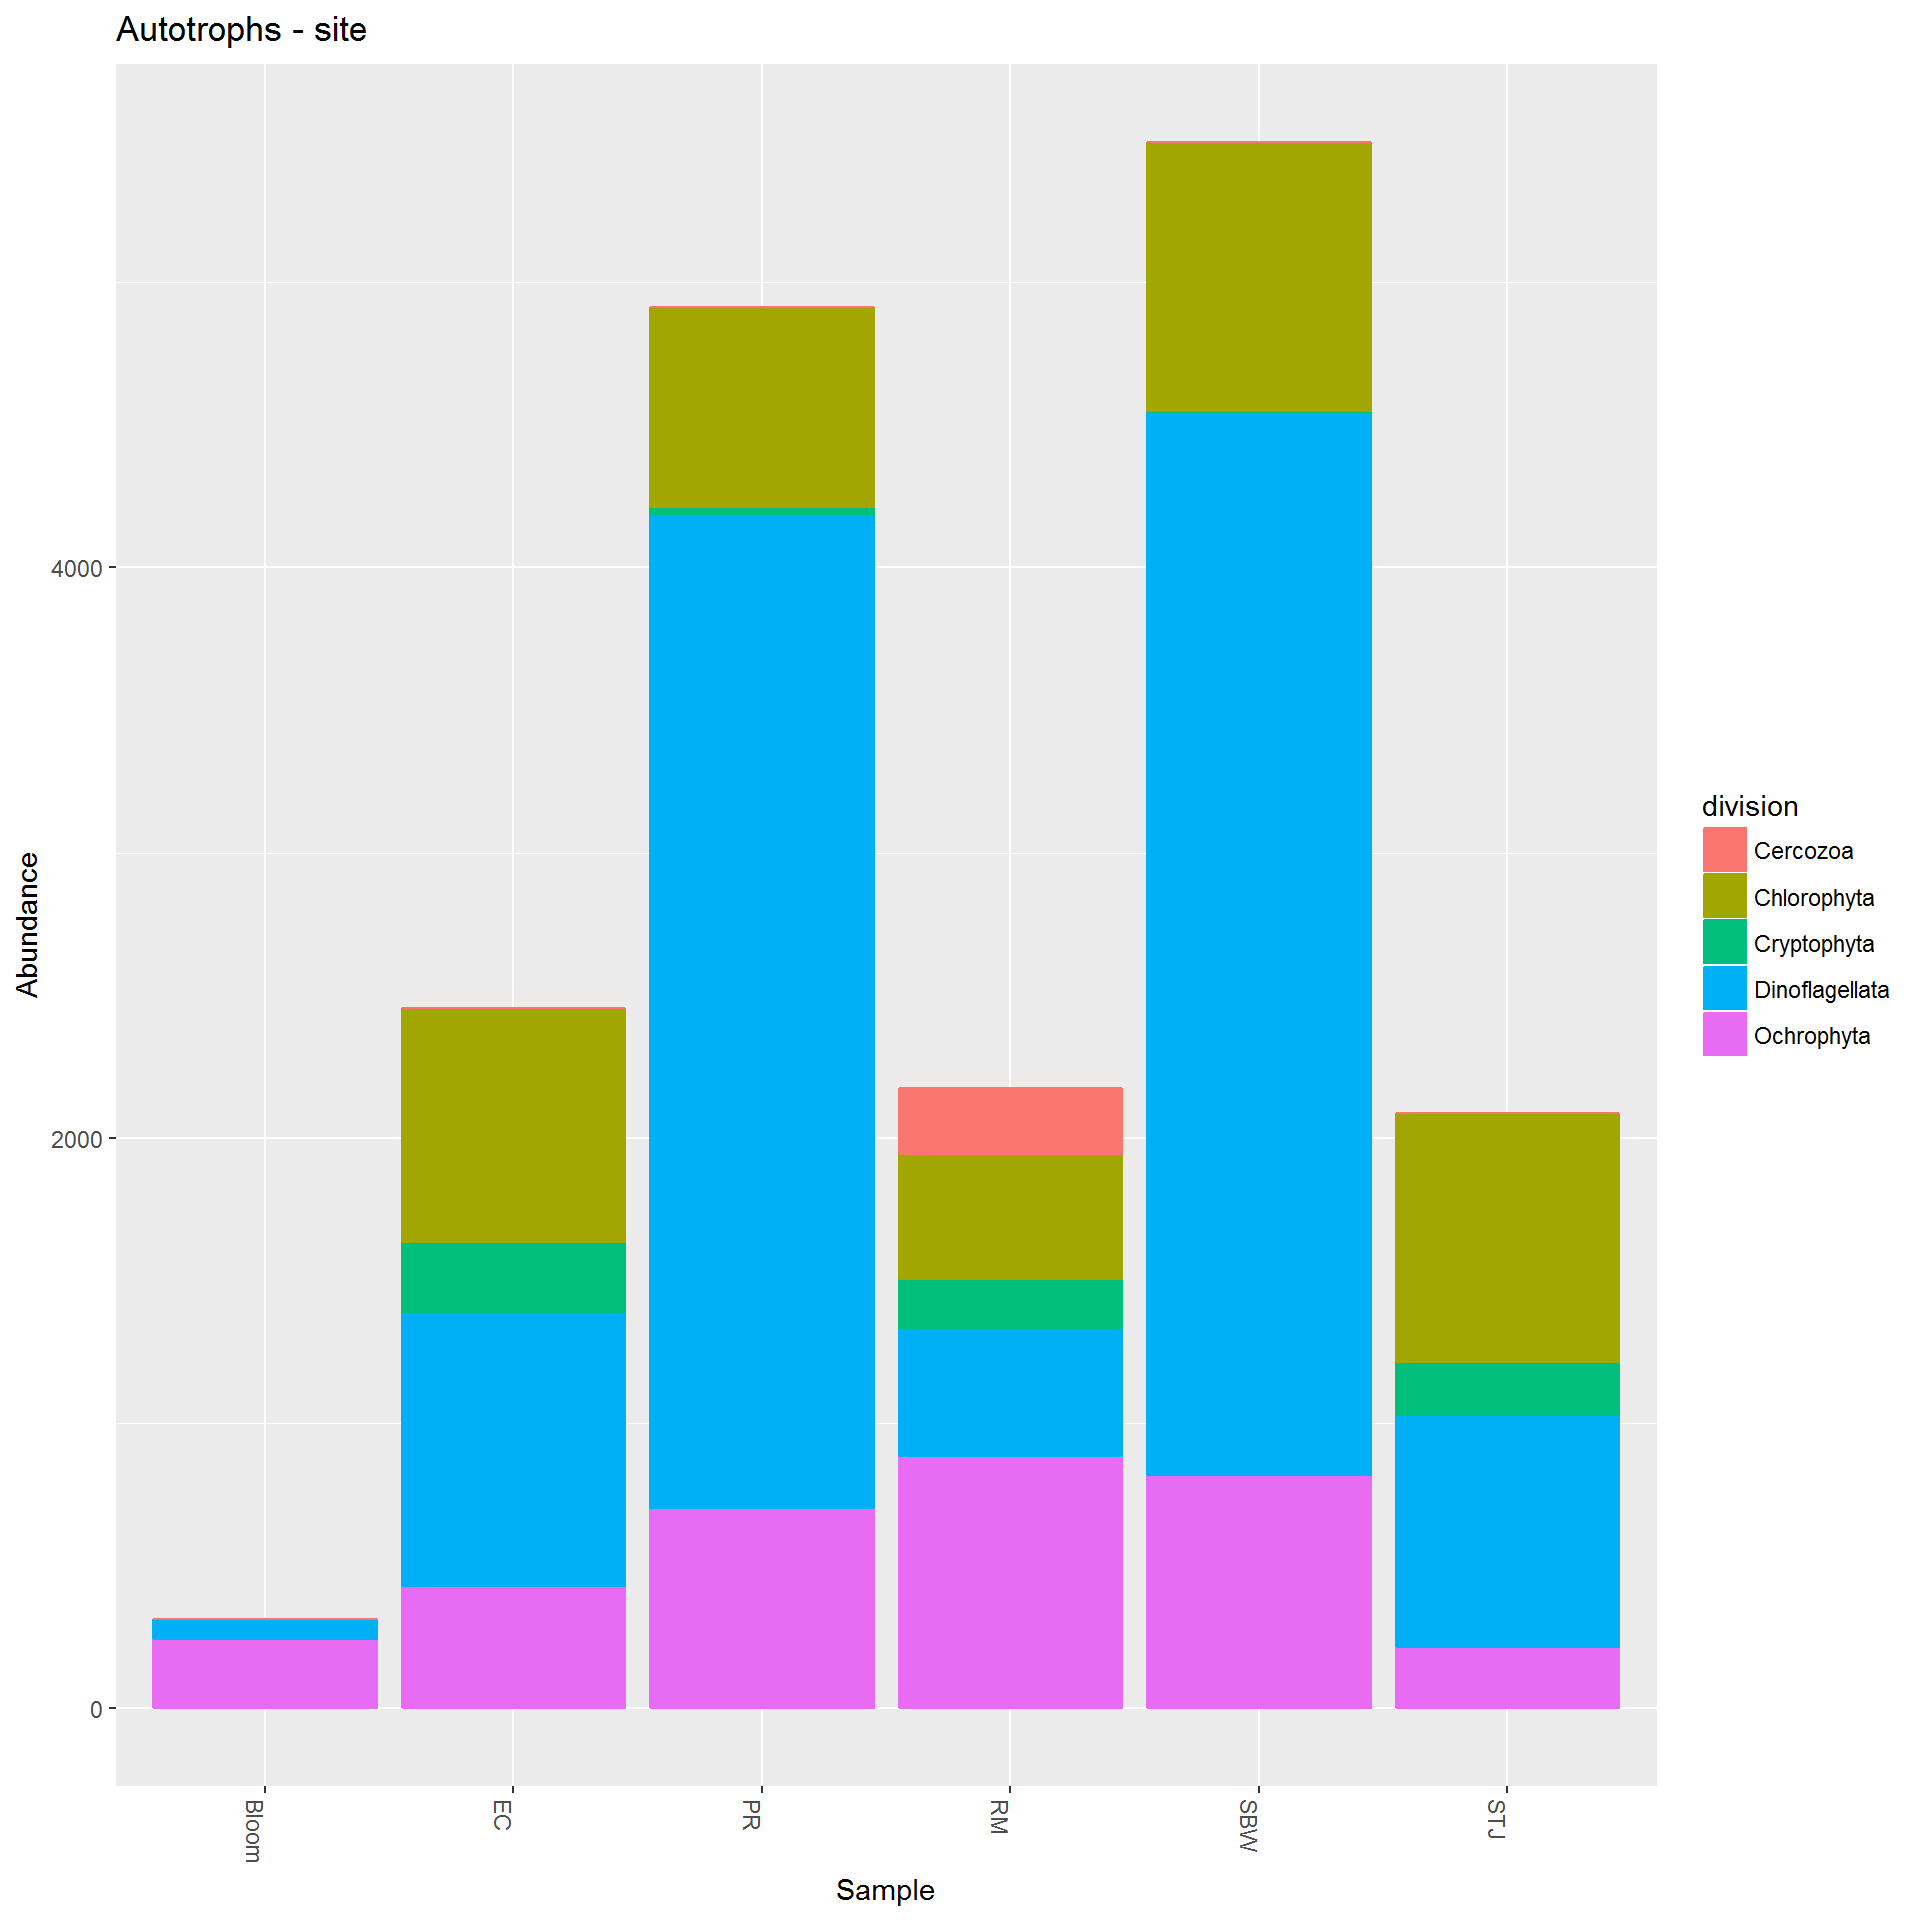 Autotrophs - site
Abundance
4000
2000
0
Bloom
EC
PR
RM
SBW
STJ
Sample
division
Cercozoa
Chlorophyta
Cryptophyta
Dinoflagellata
Ochrophyta